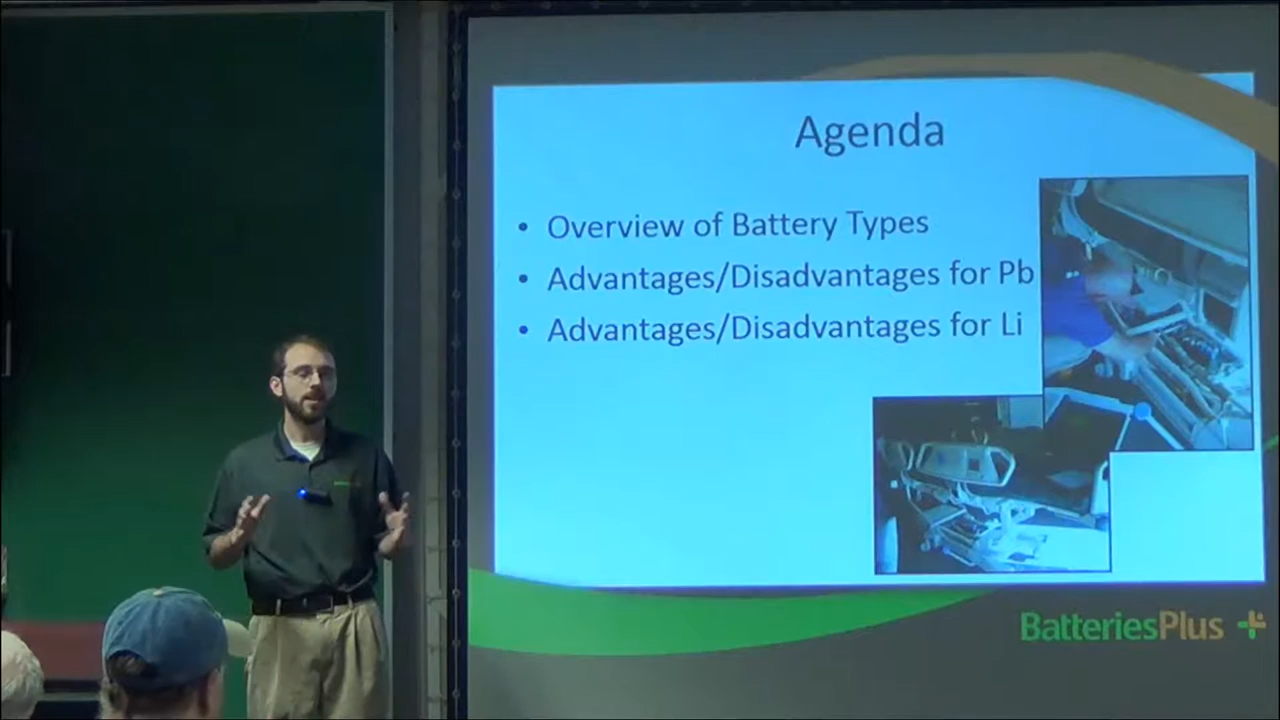 Agenda
• Overview of Battery Types
• Advantages/Disadvantages for Pb
• Advantages/Disadvantages for Li
BatteriesPlus